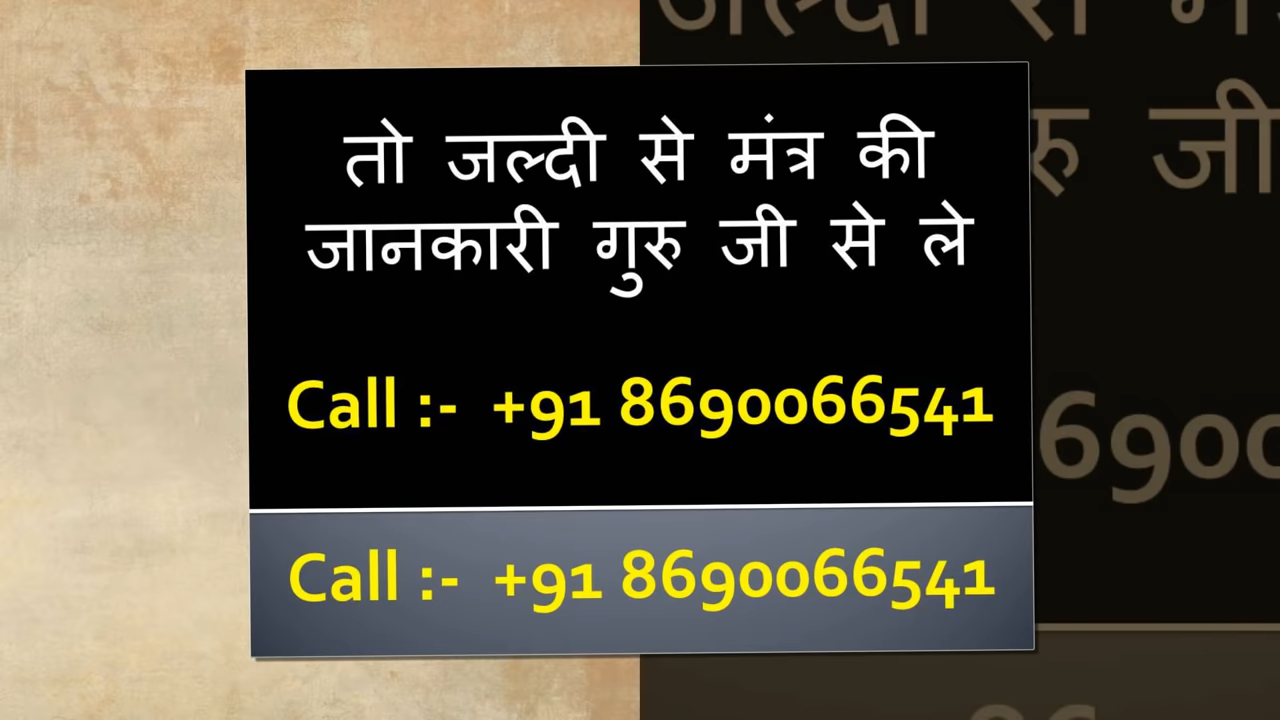 तो जल्दी से मंत्र की
जानकारी गुरु जी से ले
Call :- +91 8690066541
Call :- +91 8690066541